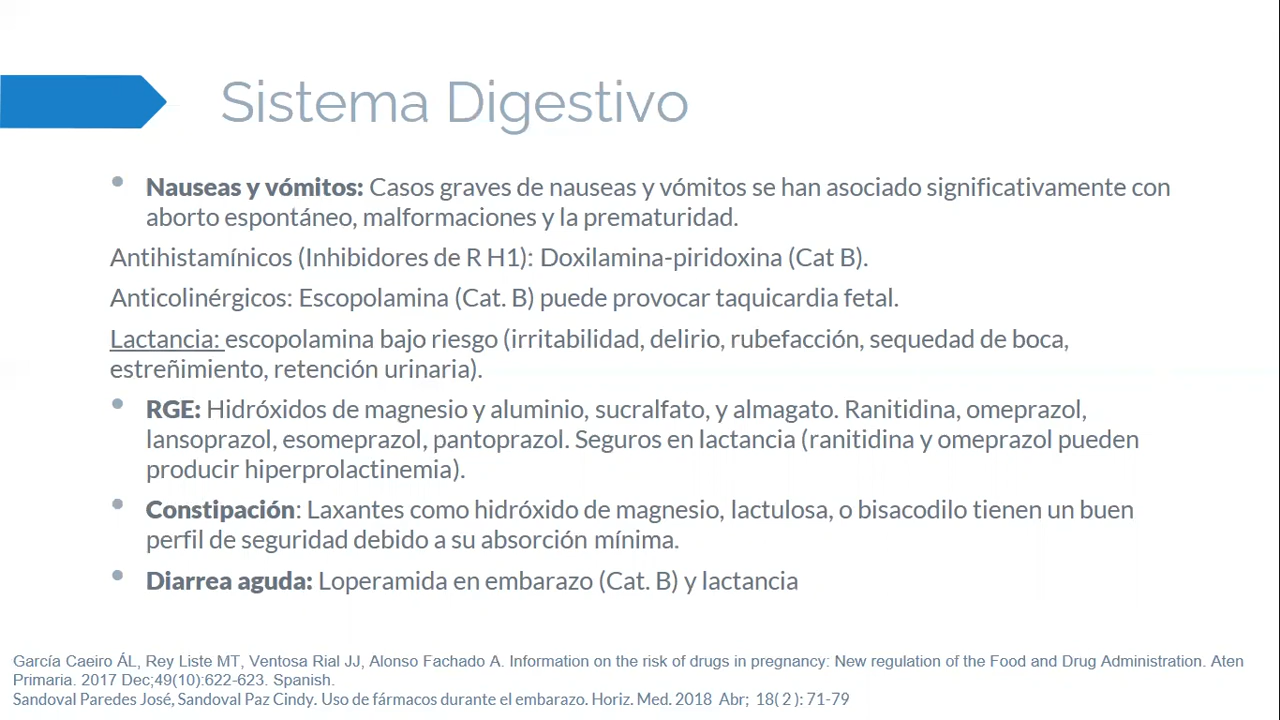 Sistema Digestivo
• Nauseas y vómitos: Casos graves de nauseas y vómitos se han asociado significativamente con
aborto espontáneo, malformaciones y la prematuridad.
Antihistamínicos (Inhibidores de R H1): Doxilamina-piridoxina (Cat B).
Anticolinérgicos: Escopolamina (Cat. B) puede provocar taquicardia fetal.
Lactancia: escopolamina bajo riesgo (irritabilidad, delirio, rubefacción, sequedad de boca,
estreñimiento, retención urinaria).
• RGE: Hidróxidos de magnesio y aluminio, sucralfato, y almagato. Ranitidina, omeprazol,
lansoprazol, esomeprazol, pantoprazol. Seguros en lactancia (ranitidina y omeprazol pueden
producir hiperprolactinemia).
• Constipación: Laxantes como hidróxido de magnesio, lactulosa, o bisacodilo tienen un buen
perfil de seguridad debido a su absorción mínima.
• Diarrea aguda: Loperamida en embarazo (Cat. B) y lactancia
García Caeiro ÁL, Rey Liste MT, Ventosa Rial JJ, Alonso Fachado A. Information on the risk of drugs in pregnancy: New regulation of the Food and Drug Administration. Aten
Primaria. 2017 Dec;49(10):622-623. Spanish.
Sandoval Paredes José, Sandoval Paz Cindy. Uso de fármacos durante el embarazo. Horiz. Med. 2018 Abr; 18( 2 ): 71-79